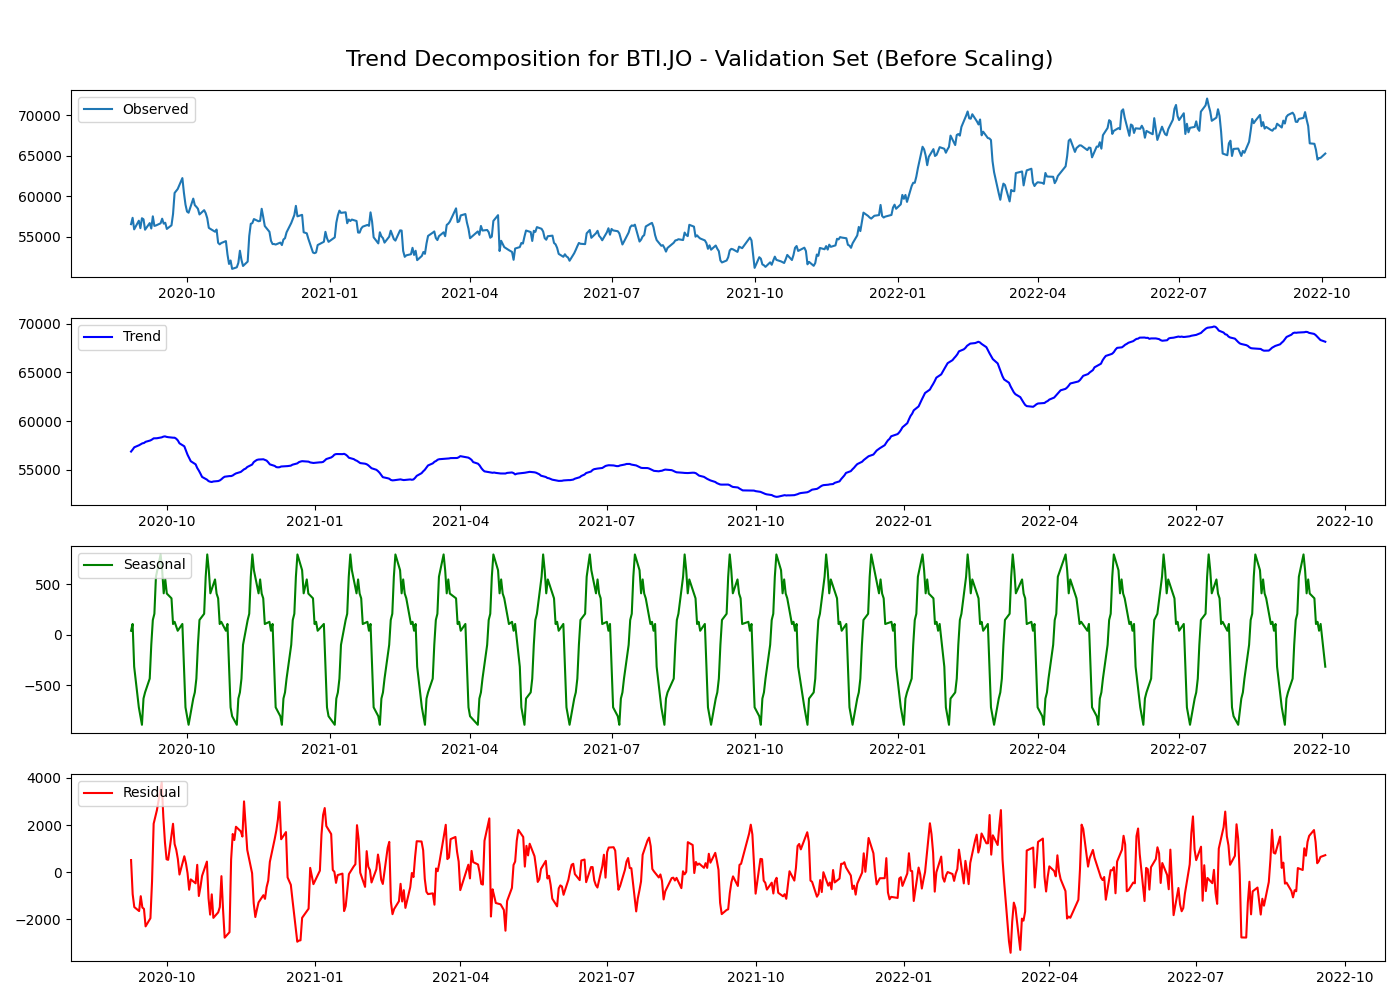 Trend Decomposition for BTI.JO - Validation Set (Before Scaling)
Observed
70000
65000
60000
55000
2020-10 2021-01 2021-04 2021-07 2021-10 2022-01 2022-04 2022-07 2022-10
Trend
70000
65000
60000
55000
2020-10 2021-01 2021-04 2021-07 2021-10 2022-01 2022-04 2022-07 2022-10
Seasonal
500
0
−500
2020-10 2021-01 2021-04 2021-07 2021-10 2022-01 2022-04 2022-07 2022-10
Residual
4000
2000
0
−2000
2020-10 2021-01 2021-04 2021-07 2021-10 2022-01 2022-04 2022-07 2022-10